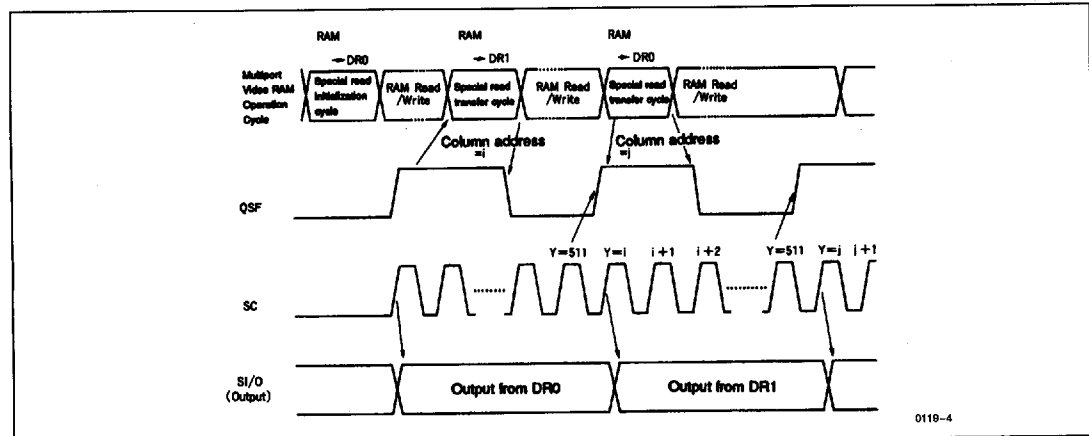 RAM RAM RAM
←DR0 ←DR1 ←DR0
Multiport
Video RAM
Operation
Cycle
Special read
initialization
cycle
RAM Read
/Write
Special read
transfer cycle
RAM Read
/Write
Special read
transfer cycle
RAM Read
/Write
Column address
=i
Column address
=j
QSF
Y=511 Y=i i+1 i+2 Y=511 Y=j j+1
SC
SI/O
(Output)
Output from DR0
Output from DR1
0119-4